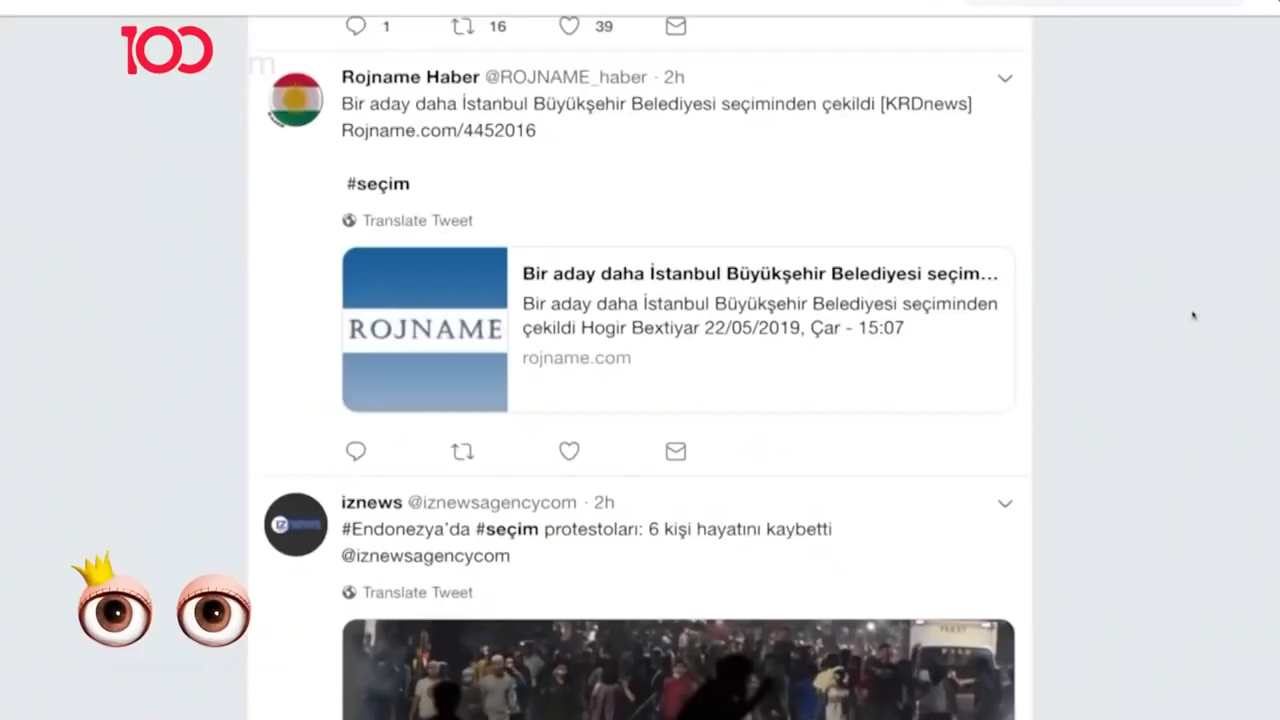 1 16 39
100
m
Rojname Haber @ROJNAME_haber · 2h
Bir aday daha İstanbul Büyükşehir Belediyesi seçiminden çekildi [KRDnews]
Rojname.com/4452016
#seçim
Translate Tweet
ROJNAME
Bir aday daha İstanbul Büyükşehir Belediyesi seçim...
Bir aday daha İstanbul Büyükşehir Belediyesi seçiminden
çekildi Hogir Bextiyar 22/05/2019, Çar - 15:07
rojname.com
iznews @iznewsagencycom · 2h
IZ NEWS
#Endonezya'da #seçim protestoları: 6 kişi hayatını kaybetti
@iznewsagencycom
Translate Tweet